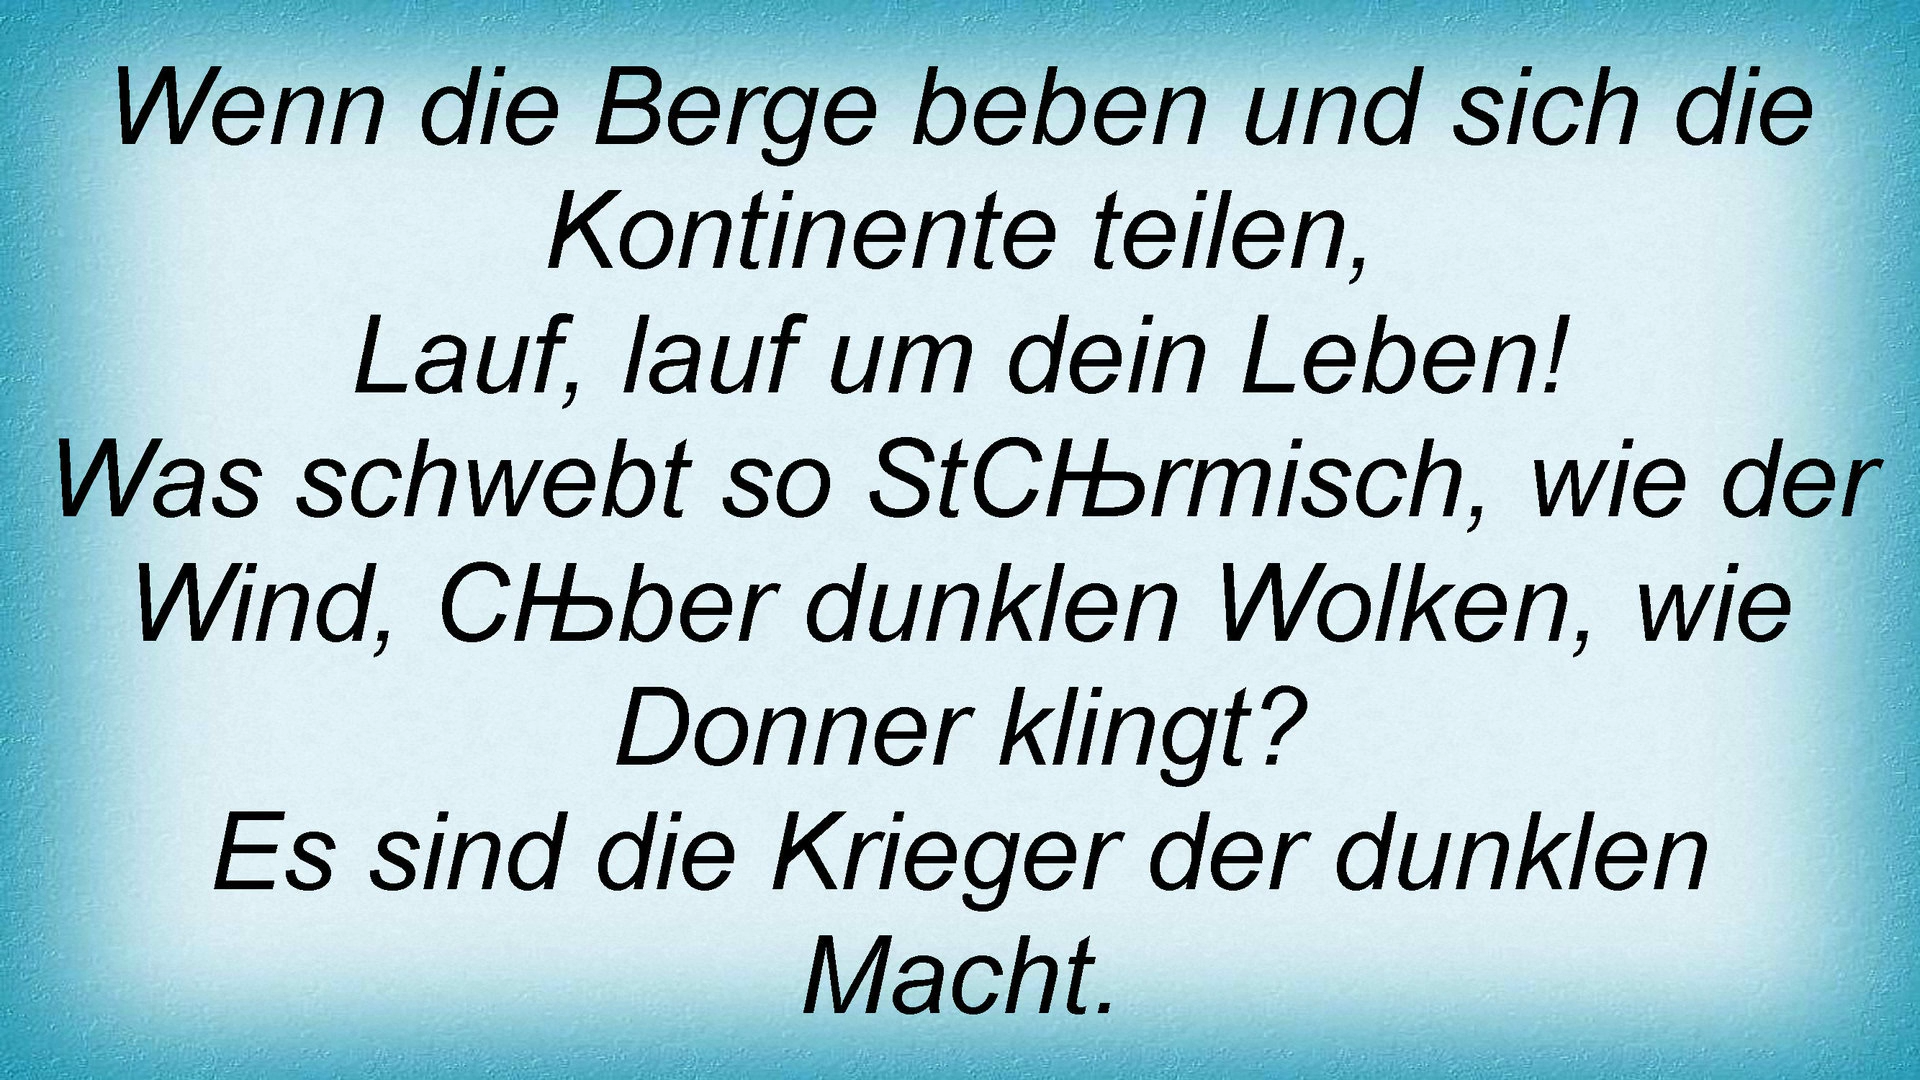 Wenn die Berge beben und sich die
Kontinente teilen,
Lauf, lauf um dein Leben!
Was schwebt so StCЊrmisch, wie der
Wind, CЊber dunklen Wolken, wie
Donner klingt?
Es sind die Krieger der dunklen
Macht.